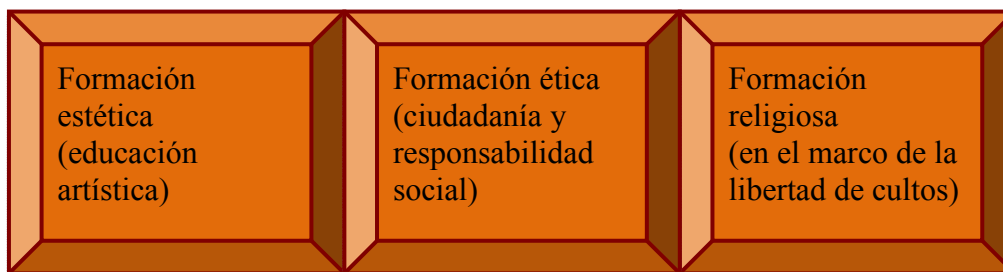 Formación
estética
(educación
artística)
Formación ética
(ciudadanía y
responsabilidad
social)
Formación
religiosa
(en el marco de la
libertad de cultos)